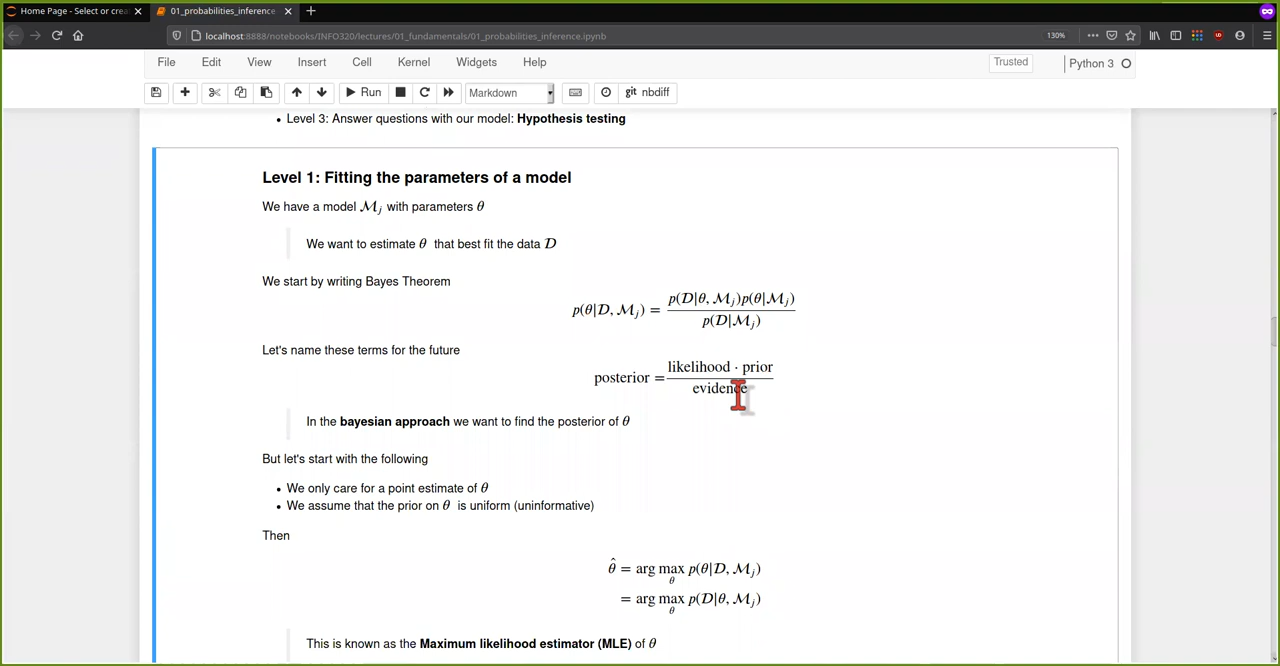 Home Page - Select or crea
01_probabilities_inference
localhost:8888/notebooks/INFO320/lectures/01_fundamentals/01_probabilities_inference.ipynb
130%
File Edit View Insert Cell Kernel Widgets Help
Trusted
Python 3
Run
Markdown
git nbdiff
• Level 3: Answer questions with our model: Hypothesis testing
Level 1: Fitting the parameters of a model
We have a model ℳj with parameters θ
We want to estimate θ that best fit the data 𝒟
We start by writing Bayes Theorem
p(θ|𝒟, ℳj) = p(𝒟|θ, ℳj)p(θ|ℳj) / p(𝒟|ℳj)
Let's name these terms for the future
posterior = likelihood · prior / evidence
In the bayesian approach we want to find the posterior of θ
But let's start with the following
• We only care for a point estimate of θ
• We assume that the prior on θ is uniform (uninformative)
Then
θ̂ = arg max θ p(θ|𝒟, ℳj)
= arg max θ p(𝒟|θ, ℳj)
This is known as the Maximum likelihood estimator (MLE) of θ